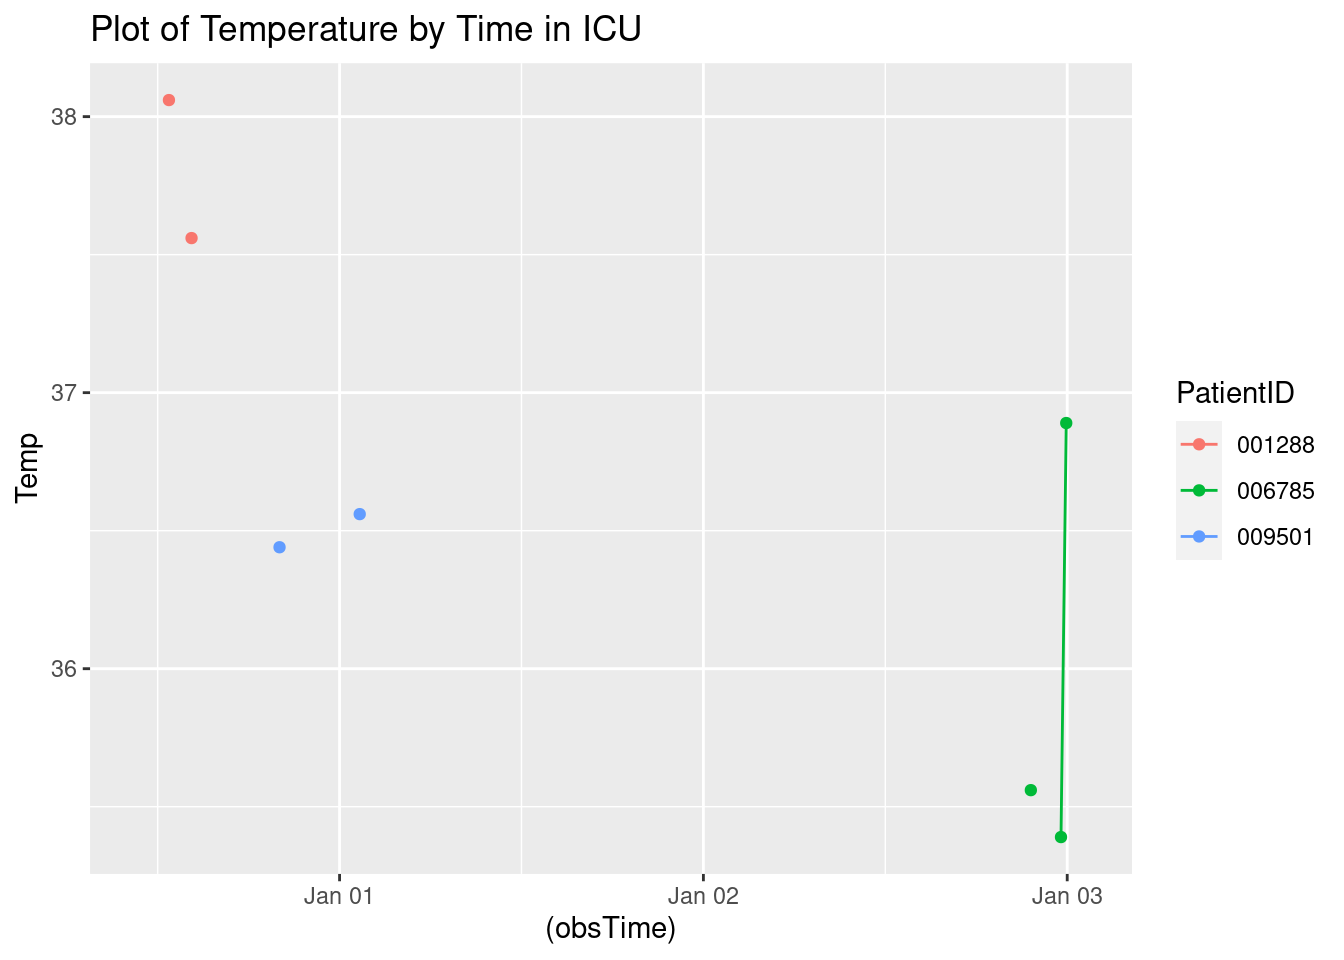 Plot of Temperature by Time in ICU
38
37
36
Temp
Jan 01
Jan 02
Jan 03
(obsTime)
PatientID
001288
006785
009501